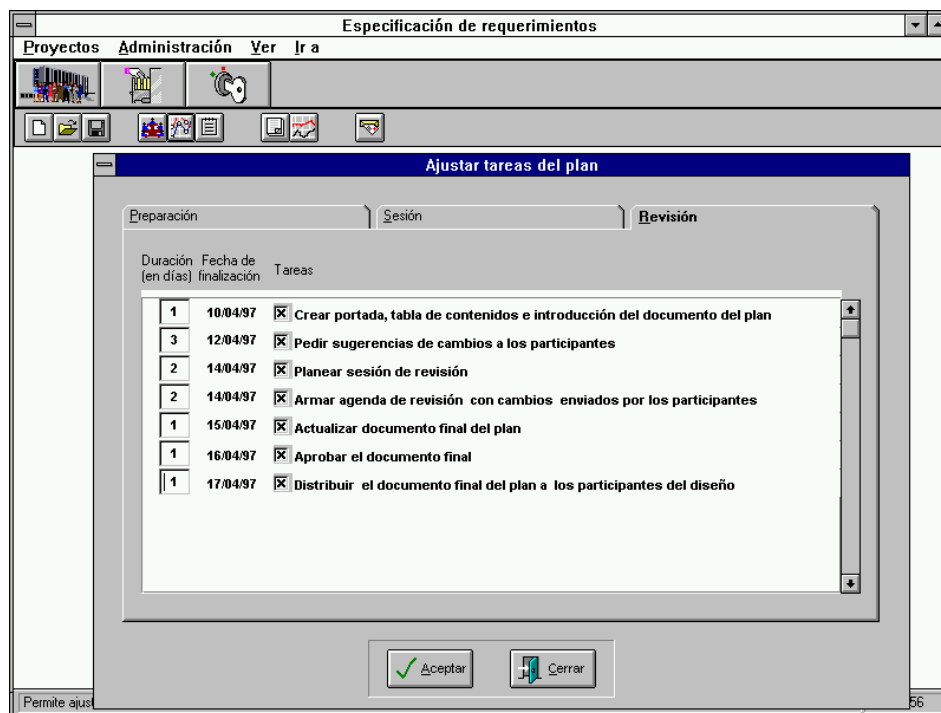 Especificación de requerimientos
Proyectos Administración Ver Ir a
Ajustar tareas del plan
Preparación Sesión Revisión
Duración Fecha de
(en días) finalización Tareas
1 10/04/97 Crear portada, tabla de contenidos e introducción del documento del plan
3 12/04/97 Pedir sugerencias de cambios a los participantes
2 14/04/97 Planear sesión de revisión
2 14/04/97 Armar agenda de revisión con cambios enviados por los participantes
1 15/04/97 Actualizar documento final del plan
1 16/04/97 Aprobar el documento final
1 17/04/97 Distribuir el documento final del plan a los participantes del diseño
Aceptar Cerrar
Permite ajus 56